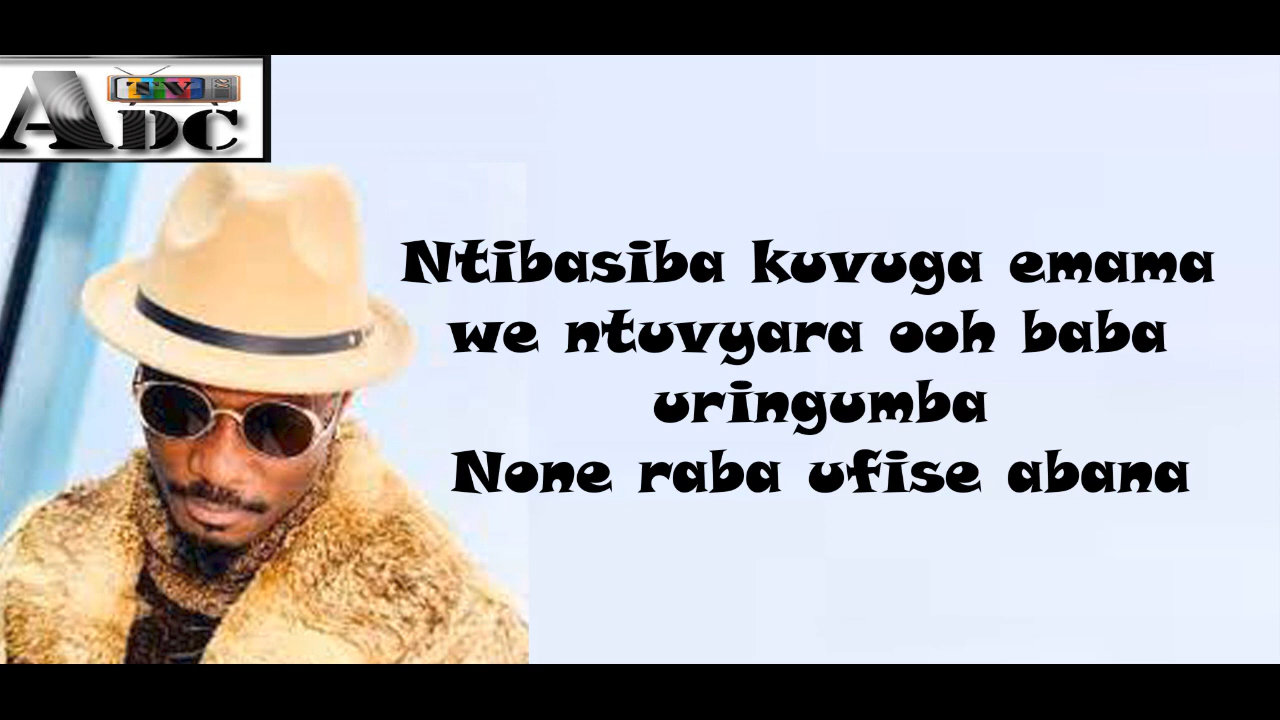 TV
ADC
Ntibasiba kuvuga emama
we ntuvyara ooh baba
uringumba
None raba ufise abana